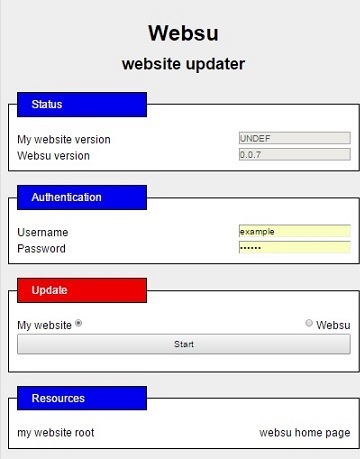 Websu
website updater
Status
My website version UNDEF
Websu version 0.0.7
Authentication
Username example
Password ••••••
Update
My website Websu
Start
Resources
my website root websu home page